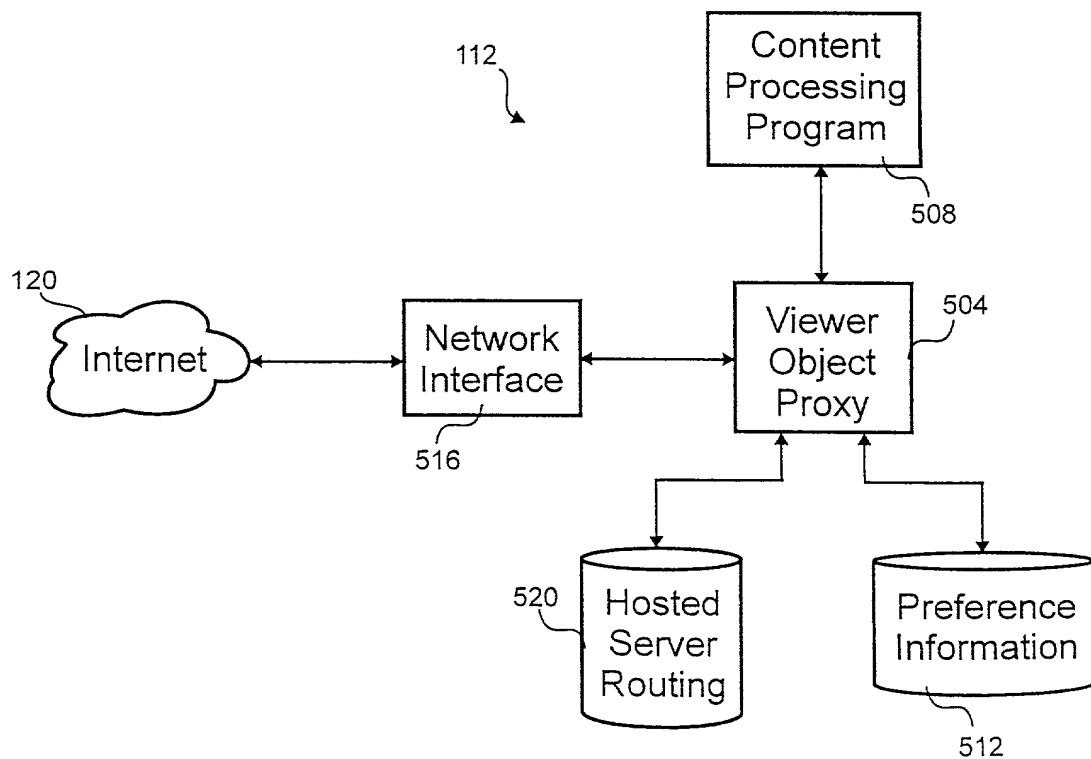 112
Content
Processing
Program
508
120
Internet
Network
Interface
516
Viewer
Object
Proxy
504
520
Hosted
Server
Routing
Preference
Information
512